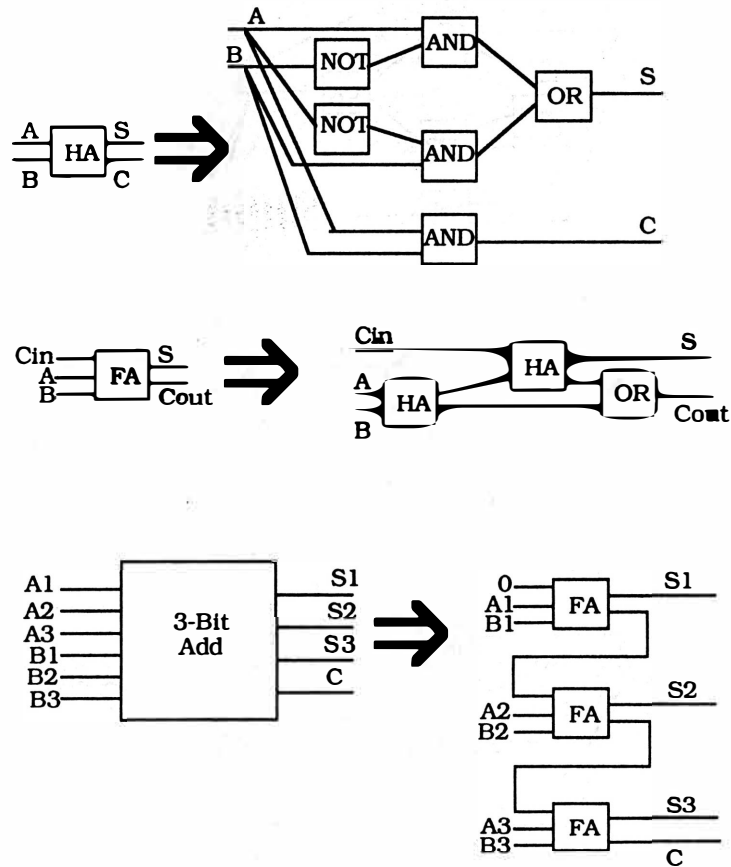 A
B
NOT
AND
NOT
AND
OR
S
AND
C
A
B
HA
S
C
Cin
A
B
FA
S
Cout
Cin
A
B
HA
HA
OR
S
Cout
A1
A2
A3
B1
B2
B3
3-Bit
Add
S1
S2
S3
C
0
A1
B1
FA
S1
A2
B2
FA
S2
A3
B3
FA
S3
C